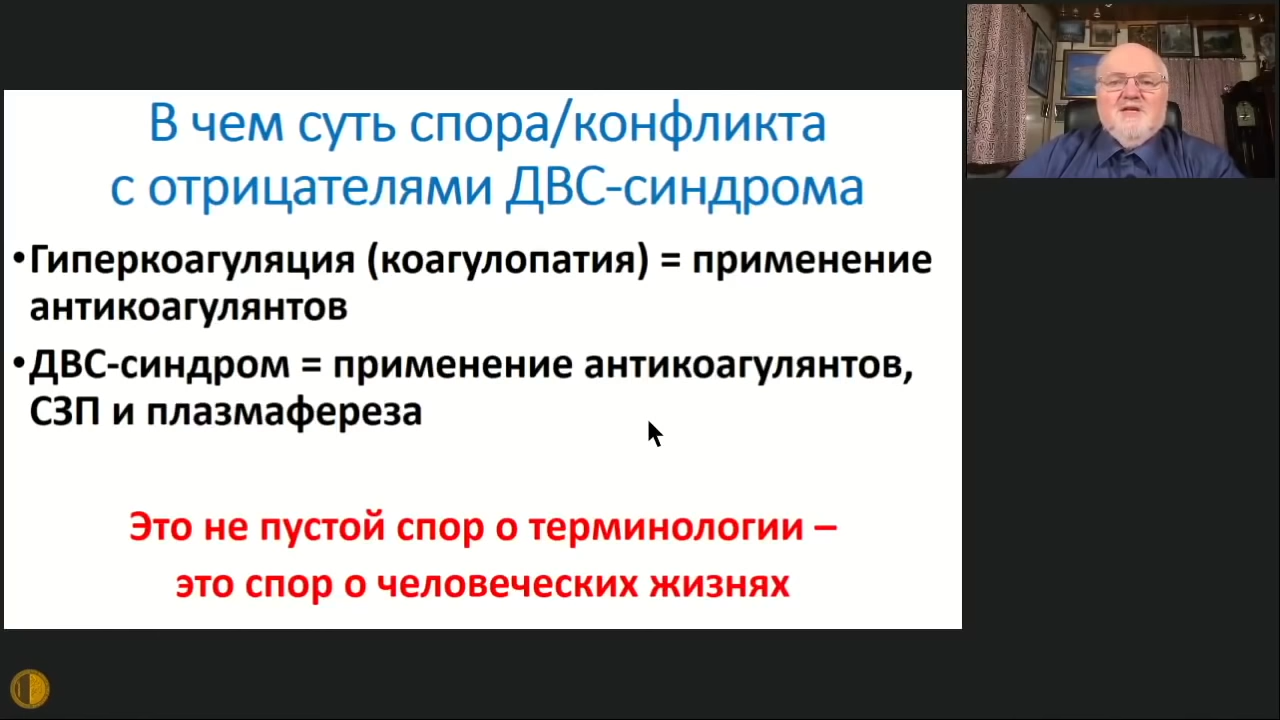 В чем суть спора/конфликта
с отрицателями ДВС-синдрома
•Гиперкоагуляция (коагулопатия) = применение
антикоагулянтов
•ДВС-синдром = применение антикоагулянтов,
СЗП и плазмафереза
Это не пустой спор о терминологии –
это спор о человеческих жизнях